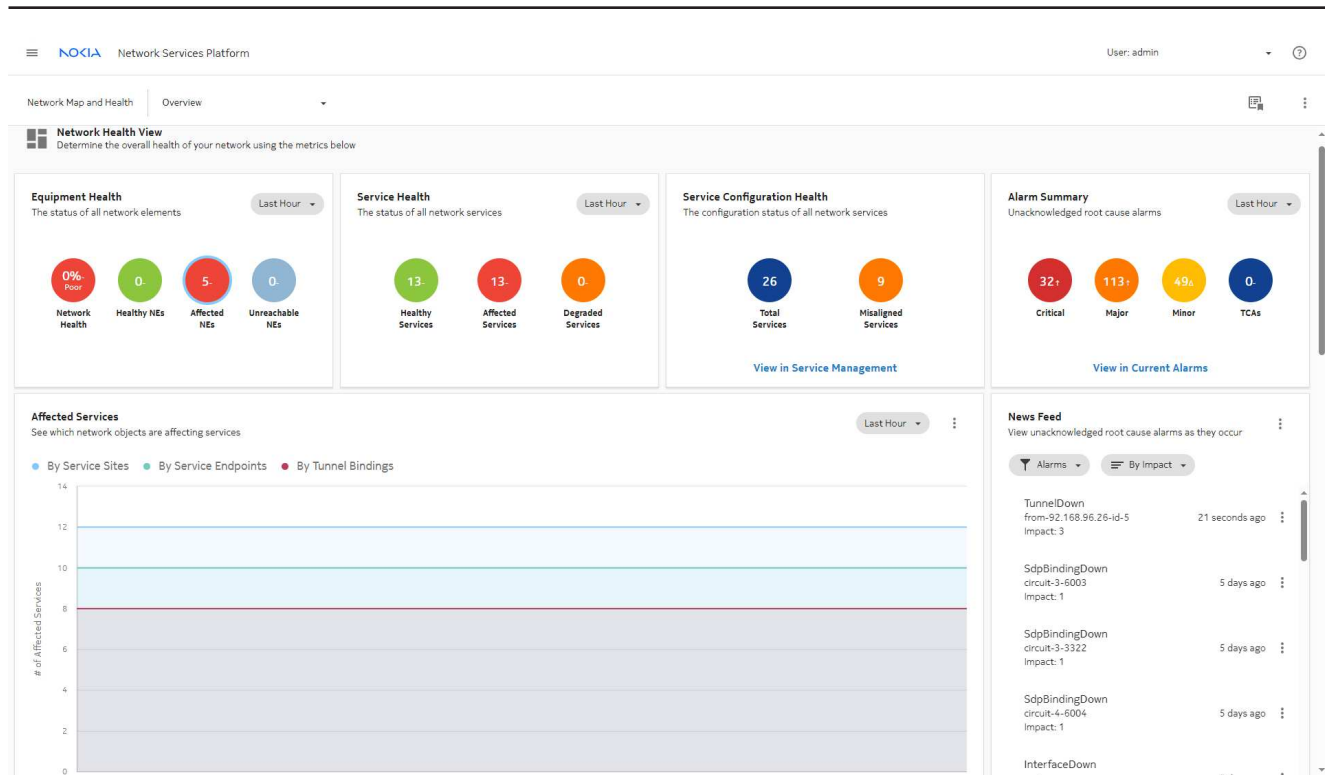 NOKIA Network Services Platform
User: admin
?
Network Map and Health
Overview
Network Health View
Determine the overall health of your network using the metrics below
Equipment Health
The status of all network elements
Last Hour
0%-
Poor
Network
Health
0-
Healthy NEs
5-
Affected
NEs
0-
Unreachable
NEs
Service Health
The status of all network services
Last Hour
13-
Healthy
Services
13-
Affected
Services
0-
Degraded
Services
Service Configuration Health
The configuration status of all network services
26
Total
Services
9
Misaligned
Services
View in Service Management
Alarm Summary
Unacknowledged root cause alarms
Last Hour
32↑
Critical
113↑
Major
49
Minor
0-
TCAs
View in Current Alarms
Affected Services
See which network objects are affecting services
Last Hour
By Service Sites
By Service Endpoints
By Tunnel Bindings
# of Affected Services
14
12
10
8
6
4
2
0
News Feed
View unacknowledged root cause alarms as they occur
Alarms
By Impact
TunnelDown
from-92.168.96.26-id-5
21 seconds ago
Impact: 3
SdpBindingDown
circuit-3-6003
5 days ago
Impact: 1
SdpBindingDown
circuit-3-3322
5 days ago
Impact: 1
SdpBindingDown
circuit-4-6004
5 days ago
Impact: 1
InterfaceDown